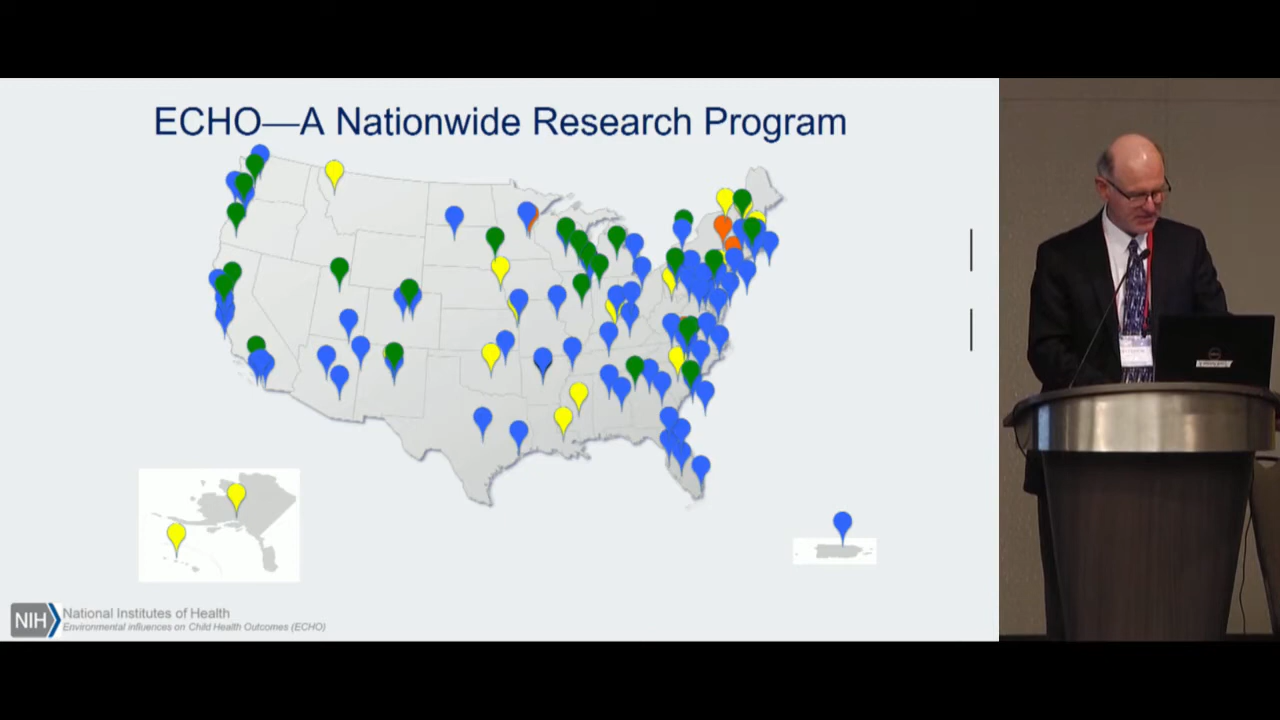 ECHO—A Nationwide Research Program
NIH
National Institutes of Health
Environmental influences on Child Health Outcomes (ECHO)